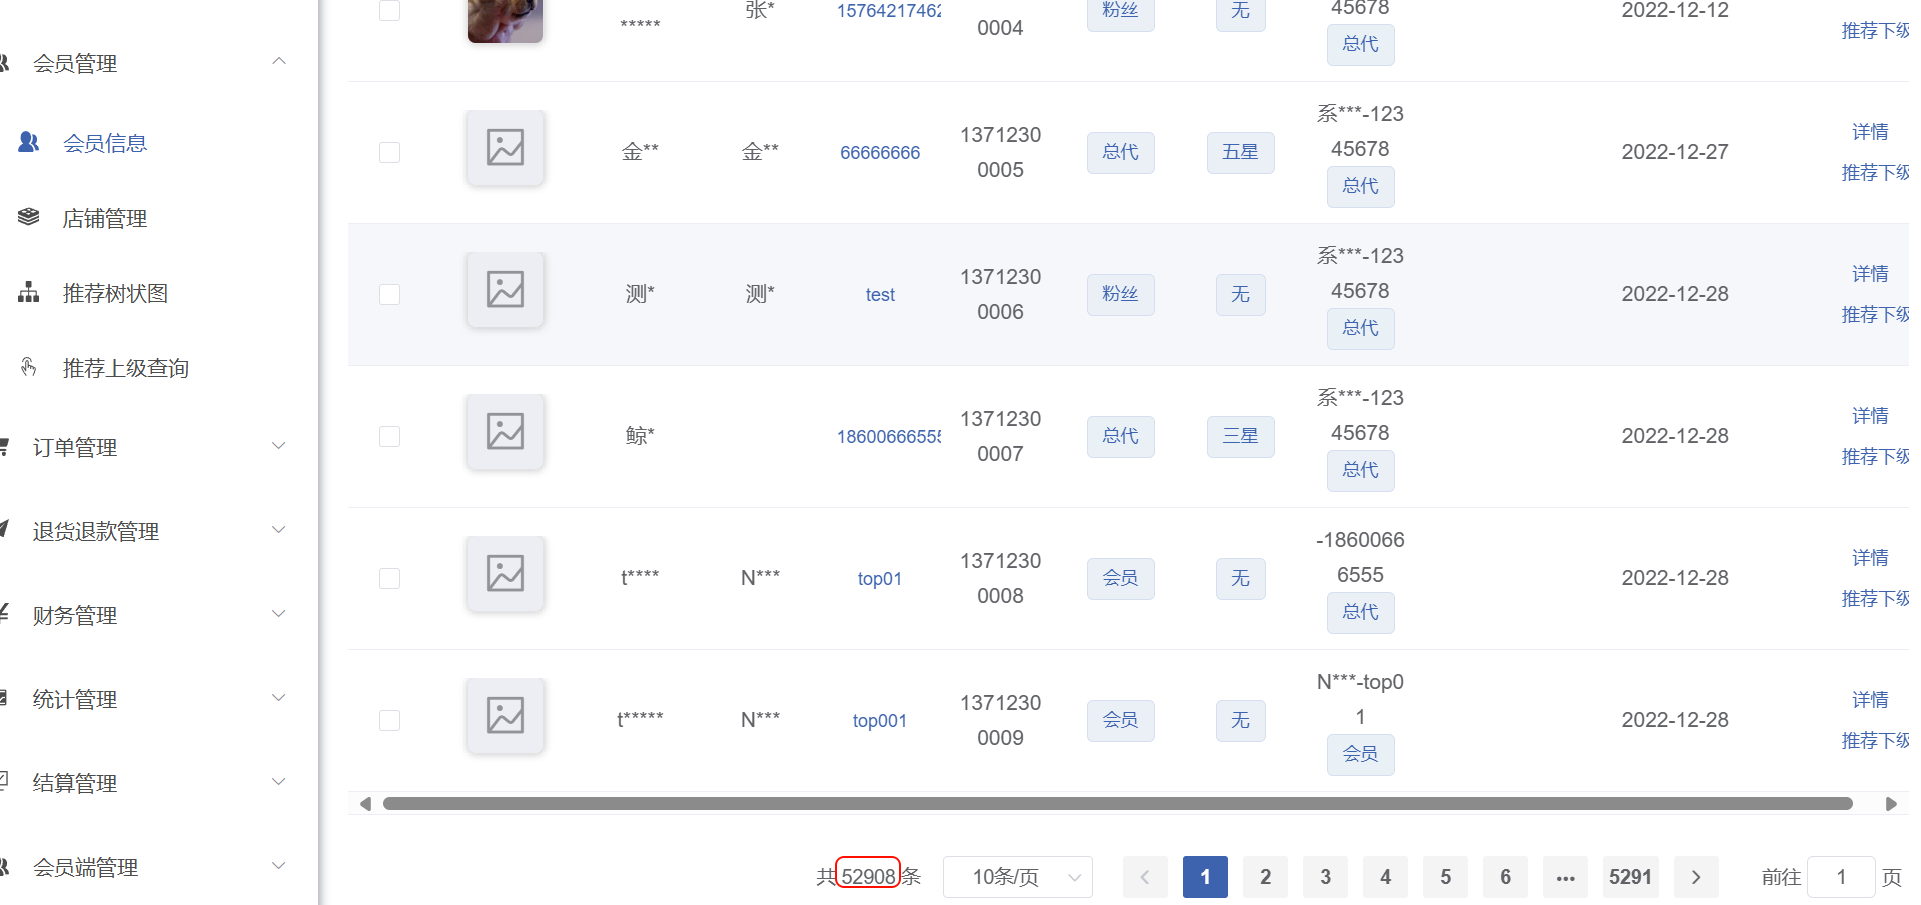 会员管理
会员信息
店铺管理
推荐树状图
推荐上级查询
订单管理
退货退款管理
财务管理
统计管理
结算管理
会员端管理
*****
张*
15764217462
0004
粉丝
无
45678
总代
2022-12-12
推荐下级
金**
金**
66666666
1371230
0005
总代
五星
系***-123
45678
总代
2022-12-27
详情
推荐下级
测*
测*
test
1371230
0006
粉丝
无
系***-123
45678
总代
2022-12-28
详情
推荐下级
鲸*
18600666555
1371230
0007
总代
三星
系***-123
45678
总代
2022-12-28
详情
推荐下级
t****
N***
top01
1371230
0008
会员
无
-1860066
6555
总代
2022-12-28
详情
推荐下级
t*****
N***
top001
1371230
0009
会员
无
N***-top0
1
会员
2022-12-28
详情
推荐下级
共 52908 条
10条/页
1 2 3 4 5 6 ••• 5291
前往 1 页